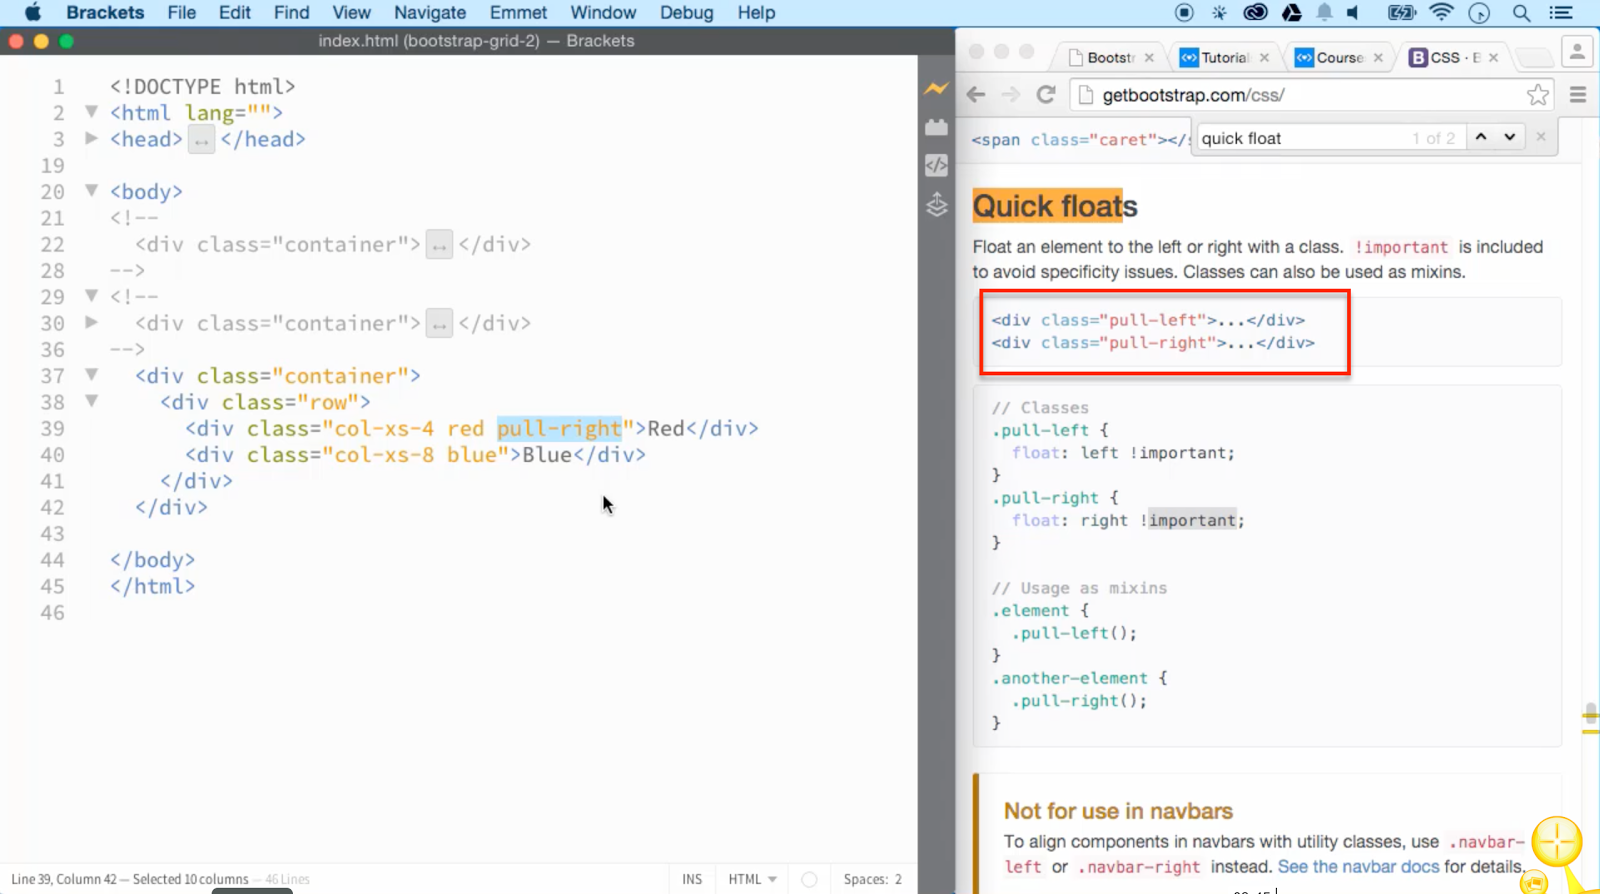 Brackets File Edit Find View Navigate Emmet Window Debug Help
index.html (bootstrap-grid-2) — Brackets
1 <!DOCTYPE html>
2 <html lang="">
3 <head> ↔ </head>
19
20 <body>
21 <!--
22 <div class="container"> ↔ </div>
28 -->
29 <!--
30 <div class="container"> ↔ </div>
36 -->
37 <div class="container">
38 <div class="row">
39 <div class="col-xs-4 red pull-right">Red</div>
40 <div class="col-xs-8 blue">Blue</div>
41 </div>
42 </div>
43
44 </body>
45 </html>
46
Line 39, Column 42 — Selected 10 columns — 46 Lines
INS HTML Spaces: 2
Bootstr Tutorial Course B CSS · B
getbootstrap.com/css/
<span class="caret"></s
quick float 1 of 2
Quick floats
Float an element to the left or right with a class. !important is included
to avoid specificity issues. Classes can also be used as mixins.
<div class="pull-left">...</div>
<div class="pull-right">...</div>
// Classes
.pull-left {
float: left !important;
}
.pull-right {
float: right !important;
}
// Usage as mixins
.element {
.pull-left();
}
.another-element {
.pull-right();
}
Not for use in navbars
To align components in navbars with utility classes, use .navbar-
left or .navbar-right instead. See the navbar docs for details.